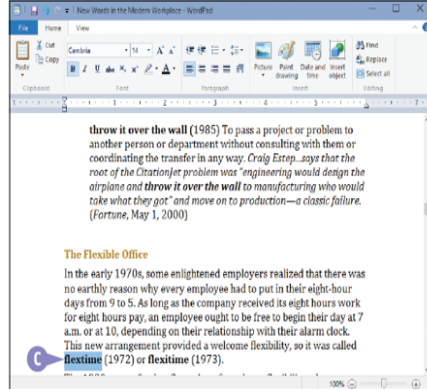 New Words in the Modern Workplace - WordPad
File Home View
Cut
Copy
Paste
Cambria 14 A A
B I U abc X₂ X² A
Picture Paint drawing Date and time Insert object
Find
Replace
Select all
Clipboard Font Paragraph Insert Editing
1 2 3 4 5 7
throw it over the wall (1985) To pass a project or problem to
another person or department without consulting with them or
coordinating the transfer in any way. Craig Estep...says that the
root of the CitationJet problem was "engineering would design the
airplane and throw it over the wall to manufacturing who would
take what they got" and move on to production—a classic failure.
(Fortune, May 1, 2000)
The Flexible Office
In the early 1970s, some enlightened employers realized that there was
no earthly reason why every employee had to put in their eight-hour
days from 9 to 5. As long as the company received its eight hours work
for eight hours pay, an employee ought to be free to begin their day at 7
a.m. or at 10, depending on their relationship with their alarm clock.
This new arrangement provided a welcome flexibility, so it was called
C flextime (1972) or flexitime (1973).
100%